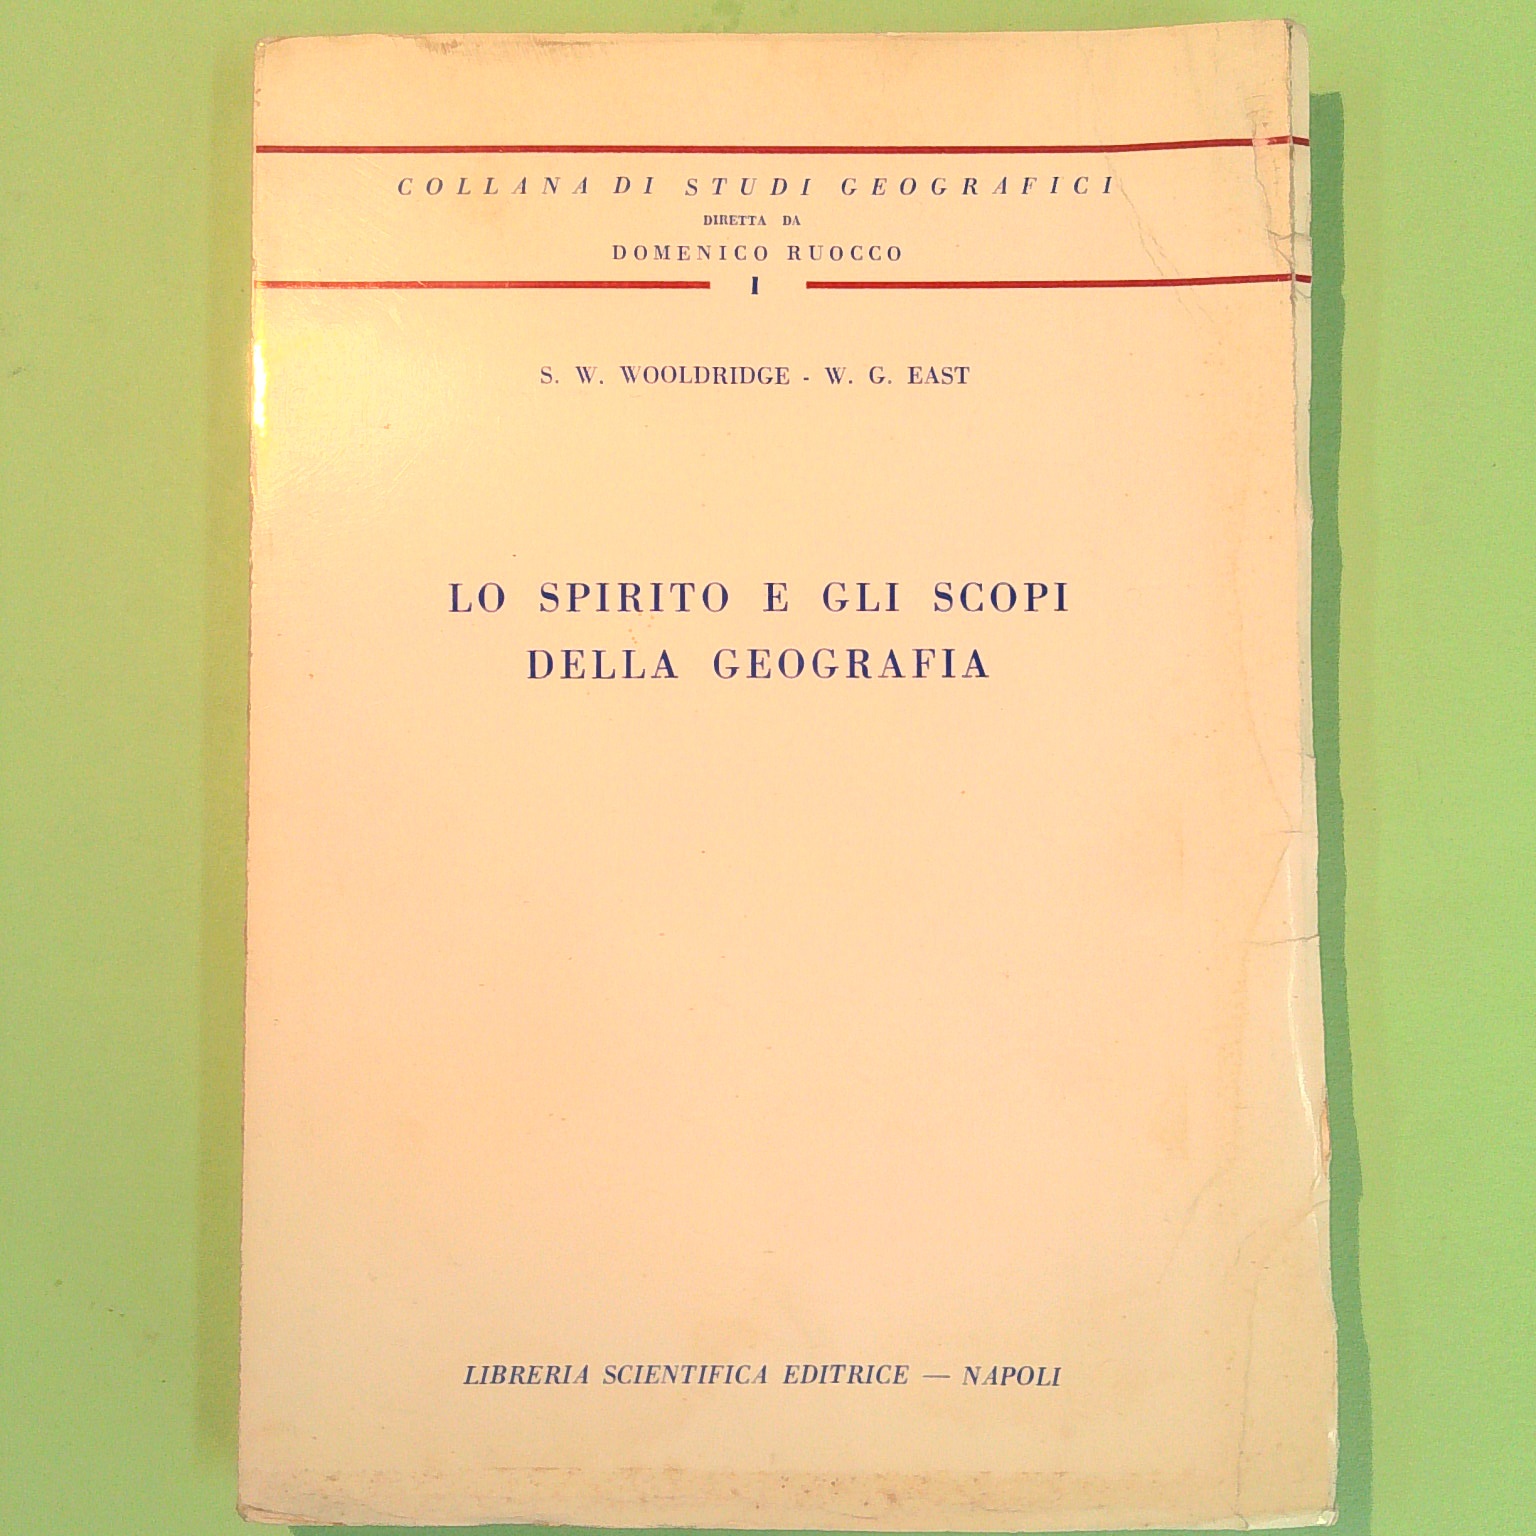 COLLANA DI STUDI GEOGRAFICI
DIRETTA DA
DOMENICO RUOCCO
I
S. W. WOOLDRIDGE - W. G. EAST
LO SPIRITO E GLI SCOPI
DELLA GEOGRAFIA
LIBRERIA SCIENTIFICA EDITRICE — NAPOLI